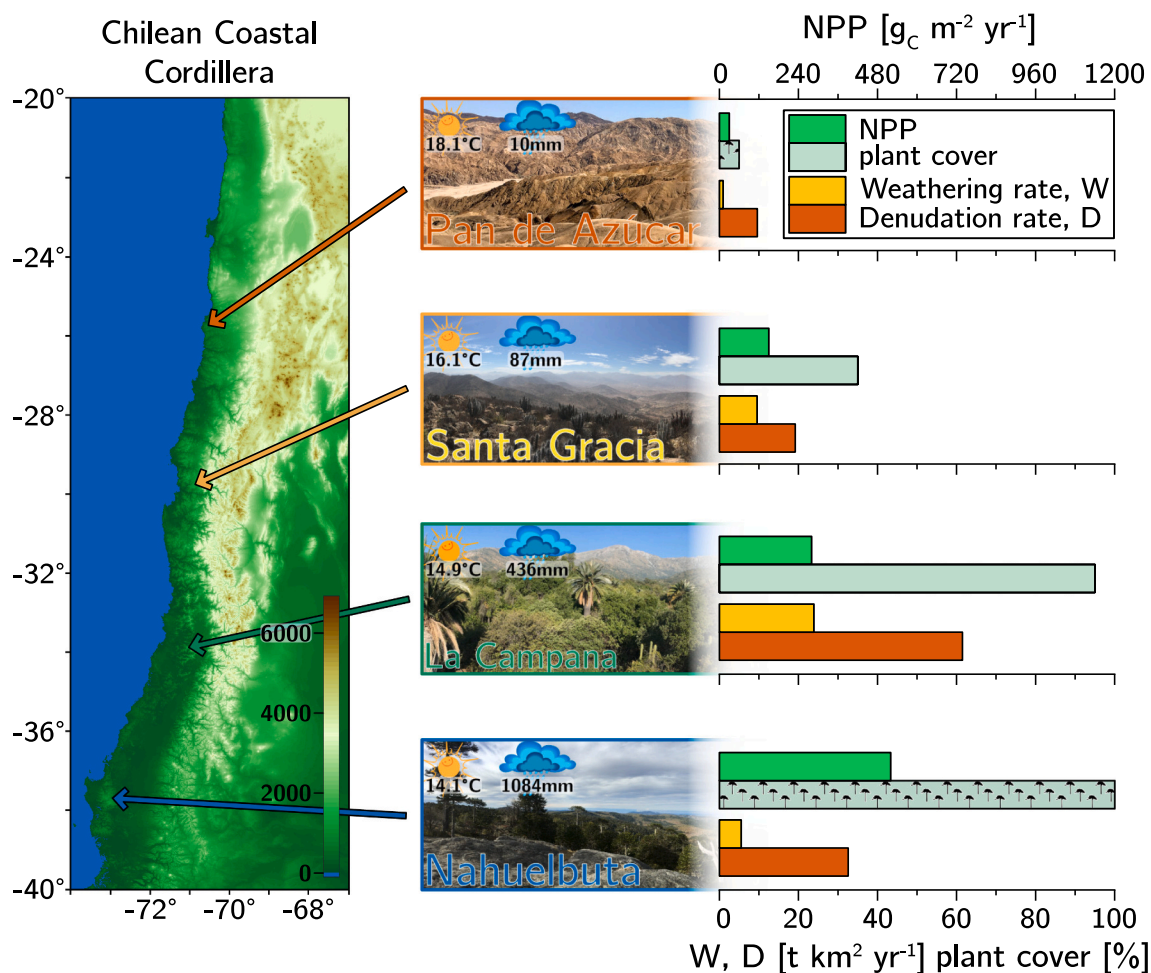 Chilean Coastal
Cordillera
-20°
-24°
-28°
-32°
-36°
-40°
-72° -70° -68°
6000
4000
2000
0
18.1°C 10mm
Pan de Azúcar
16.1°C 87mm
Santa Gracia
14.9°C 436mm
La Campana
14.1°C 1084mm
Nahuelbuta
NPP [g_C m⁻² yr⁻¹]
0 240 480 720 960 1200
NPP
plant cover
Weathering rate, W
Denudation rate, D
0 20 40 60 80 100
W, D [t km² yr⁻¹] plant cover [%]